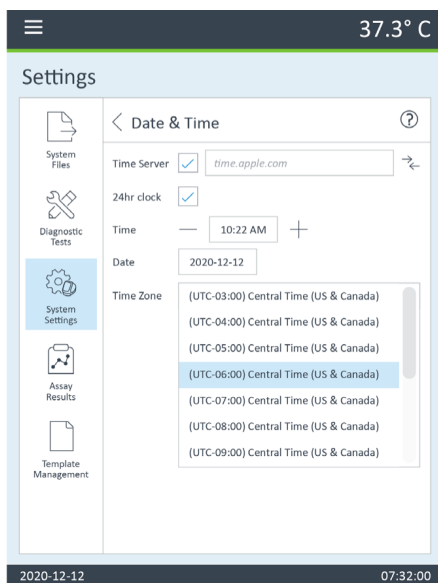 37.3° C
Settings
System
Files
Diagnostic
Tests
System
Settings
Assay
Results
Template
Management
Date & Time
?
Time Server
time.apple.com
24hr clock
Time
10:22 AM
Date
2020-12-12
Time Zone
(UTC-03:00) Central Time (US & Canada)
(UTC-04:00) Central Time (US & Canada)
(UTC-05:00) Central Time (US & Canada)
(UTC-06:00) Central Time (US & Canada)
(UTC-07:00) Central Time (US & Canada)
(UTC-08:00) Central Time (US & Canada)
(UTC-09:00) Central Time (US & Canada)
2020-12-12 07:32:00